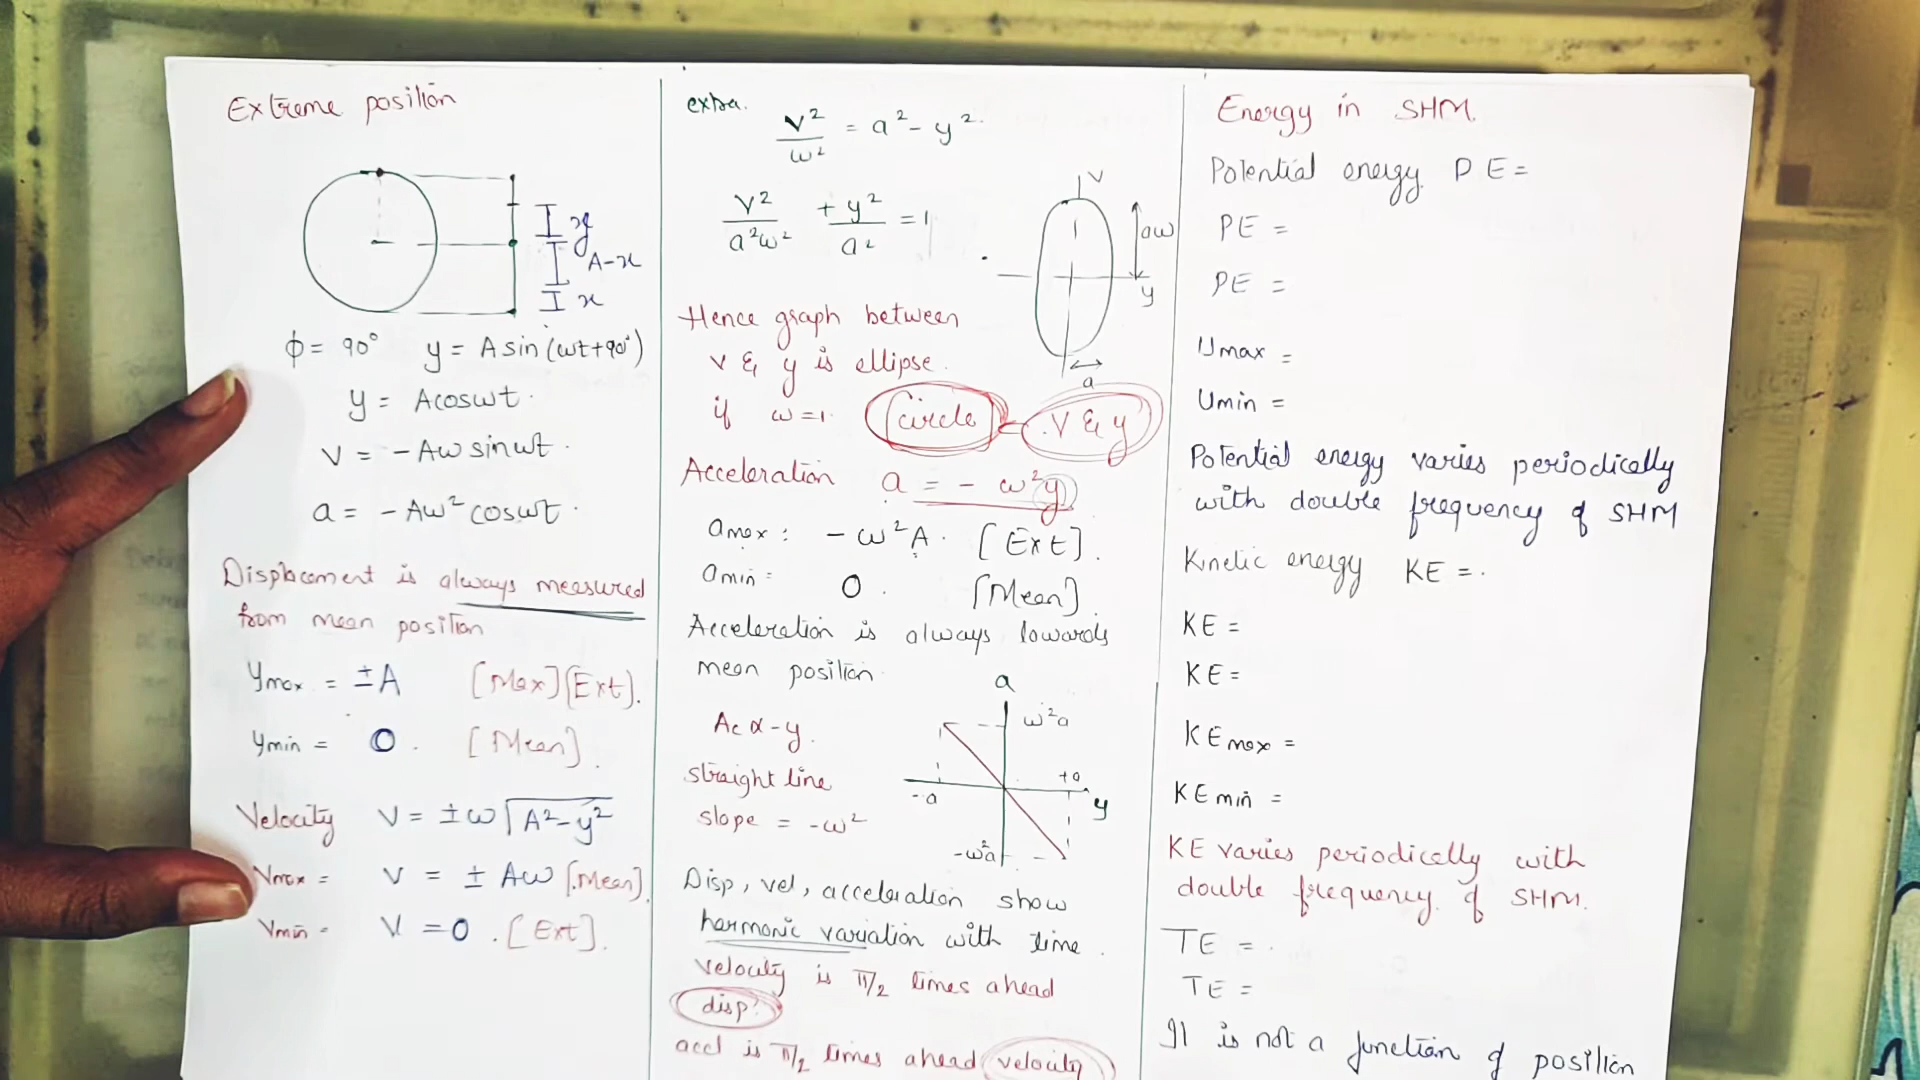 Extreme position
y
A-x
x
ϕ = 90° y = A sin (ωt+90°)
y = A cosωt.
v = -Aω sinωt.
a = -Aω² cosωt.
Displacment is always measured
from mean position
ymax = ±A [Max] [Ext].
ymin = 0. [Mean].
Velocity v = ±ω√A²-y²
Vmax = v = ± Aω [Mean].
Vmin = v = 0. [Ext].
extra.
v²/ω² = a² - y².
v²/a²ω² + y²/a² = 1
v
aω
y
a
Hence graph between
v & y is ellipse.
if ω=1. circle = v & y
Acceleration a = - ω²y
amax: - ω²A. [Ext].
amin = 0. [Mean].
Acceleration is always towards
mean position.
Ac α -y.
straight line
slope = -ω²
a
ω²a
-a
+a
y
-ω²a
Disp, vel, acceleration show
harmonic variation with time.
velocity is π/2 times ahead
disp.
accl is π/2 times ahead velocity
Energy in SHM.
Potential energy PE =
PE =
PE =
Umax =
Umin =
Potential energy varies periodically
with double frequency of SHM
Kinetic energy KE = .
KE =
KE =
KEmax =
KEmin =
KE varies periodically with
double frequency of SHM.
TE = .
TE =
It is not a function of position